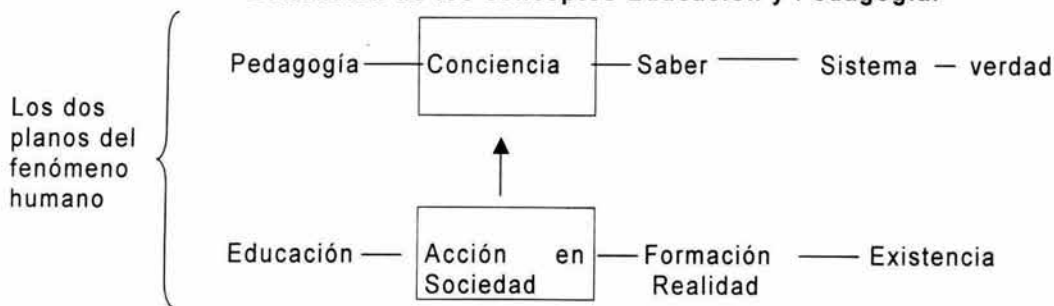 Pedagogía — Conciencia — Saber — Sistema — verdad
Los dos
planos del
fenómeno
humano
Educación — Acción en — Formación — Existencia
Sociedad Realidad